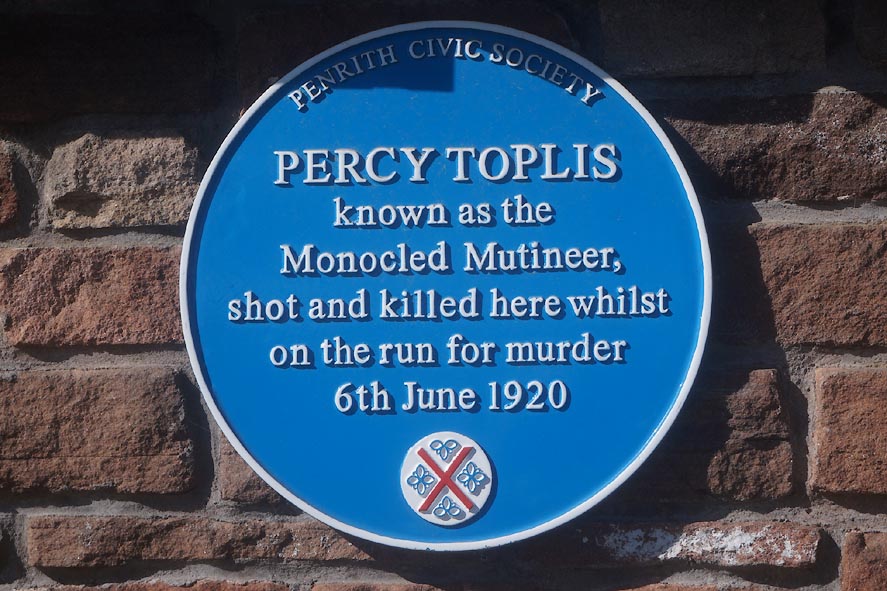 PENRITH CIVIC SOCIETY
PERCY TOPLIS
known as the
Monocled Mutineer,
shot and killed here whilst
on the run for murder
6th June 1920